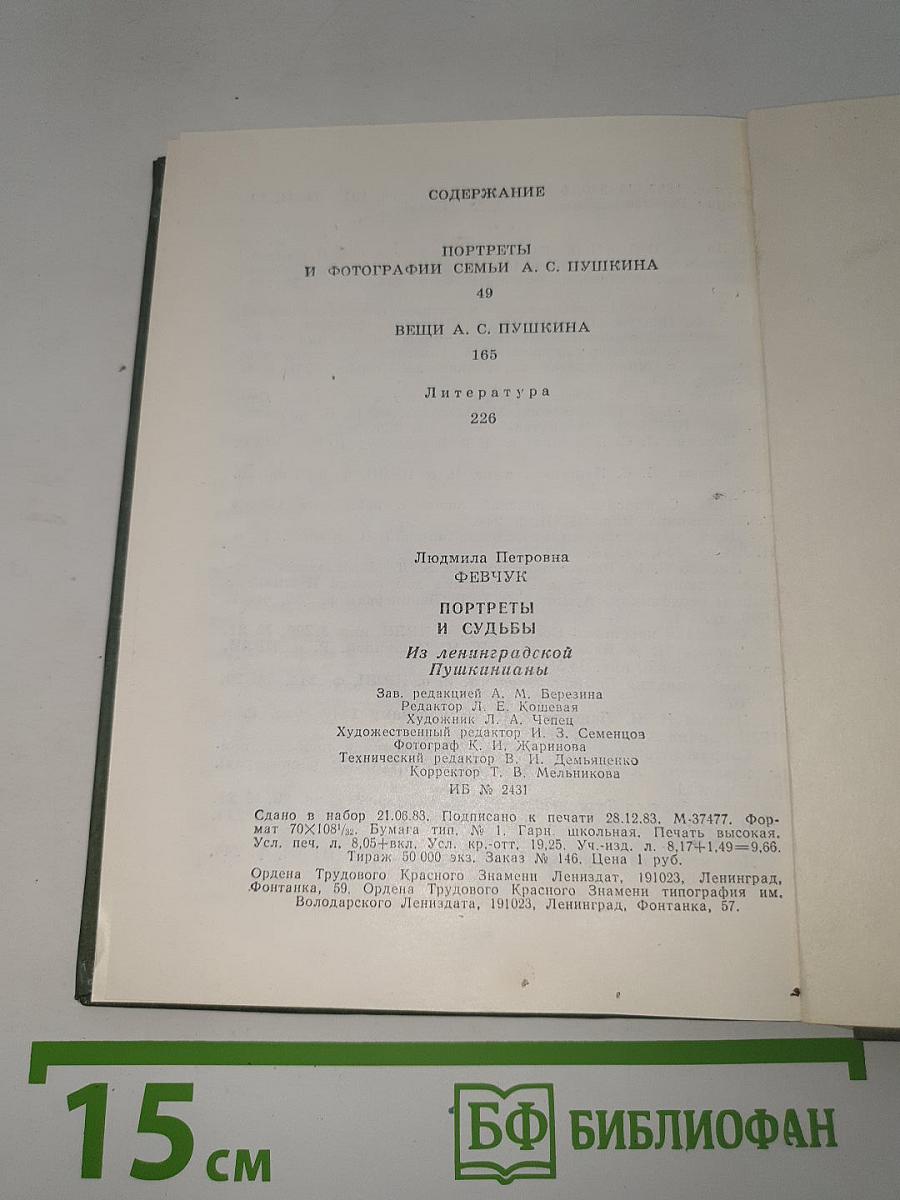 СОДЕРЖАНИЕ
ПОРТРЕТЫ
И ФОТОГРАФИИ СЕМЬИ А. С. ПУШКИНА
49
ВЕЩИ А. С. ПУШКИНА
165
Литература
226
Людмила Петровна
ФЕВЧУК
ПОРТРЕТЫ
И СУДЬБЫ
Из ленинградской
Пушкинианы
Зав. редакцией А. М. Березина
Редактор Л. Е. Кошевая
Художник Л. А. Чепец
Художественный редактор И. З. Семенцов
Фотограф К. И. Жаринова
Технический редактор В. И. Демьяненко
Корректор Т. В. Мельникова
ИБ № 2431
Сдано в набор 21.06.83. Подписано к печати 28.12.83. М-37477. Фор-
мат 70×108¹/₃₂. Бумага тип. № 1. Гарн. школьная. Печать высокая.
Усл. печ. л. 8,05+вкл. Усл. кр.-отт. 19,25. Уч.-изд. л. 8,17+1,49=9,66.
Тираж 50 000 экз. Заказ № 146. Цена 1 руб.
Ордена Трудового Красного Знамени Лениздат, 191023, Ленинград,
Фонтанка, 59. Ордена Трудового Красного Знамени типография им.
Володарского Лениздата, 191023, Ленинград, Фонтанка, 57.
15 см
БФ БИБЛИОФАН